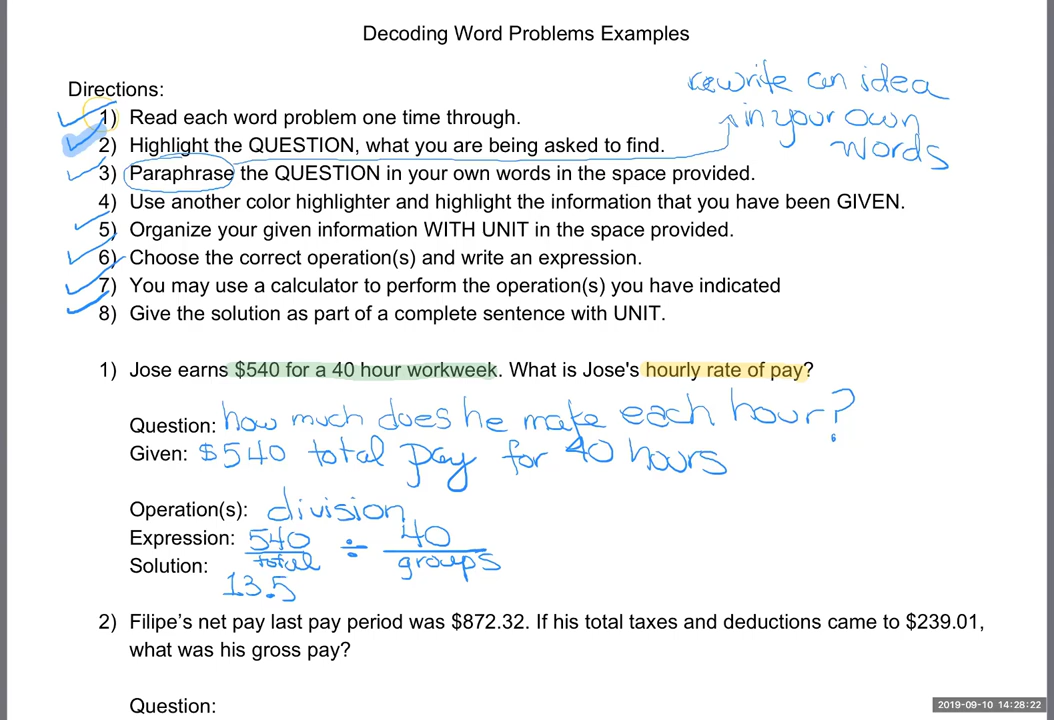 Decoding Word Problems Examples
Directions:
rewrite an idea
in your own
words
1) Read each word problem one time through.
2) Highlight the QUESTION, what you are being asked to find.
3) Paraphrase the QUESTION in your own words in the space provided.
4) Use another color highlighter and highlight the information that you have been GIVEN.
5) Organize your given information WITH UNIT in the space provided.
6) Choose the correct operation(s) and write an expression.
7) You may use a calculator to perform the operation(s) you have indicated
8) Give the solution as part of a complete sentence with UNIT.
1) Jose earns $540 for a 40 hour workweek. What is Jose's hourly rate of pay?
Question: how much does he make each hour?
Given: $540 total pay for 40 hours
Operation(s): division
Expression: 540 ÷ 40
total groups
Solution:
13.5
2) Filipe's net pay last pay period was $872.32. If his total taxes and deductions came to $239.01,
what was his gross pay?
Question:
2019-09-10 14:28:22